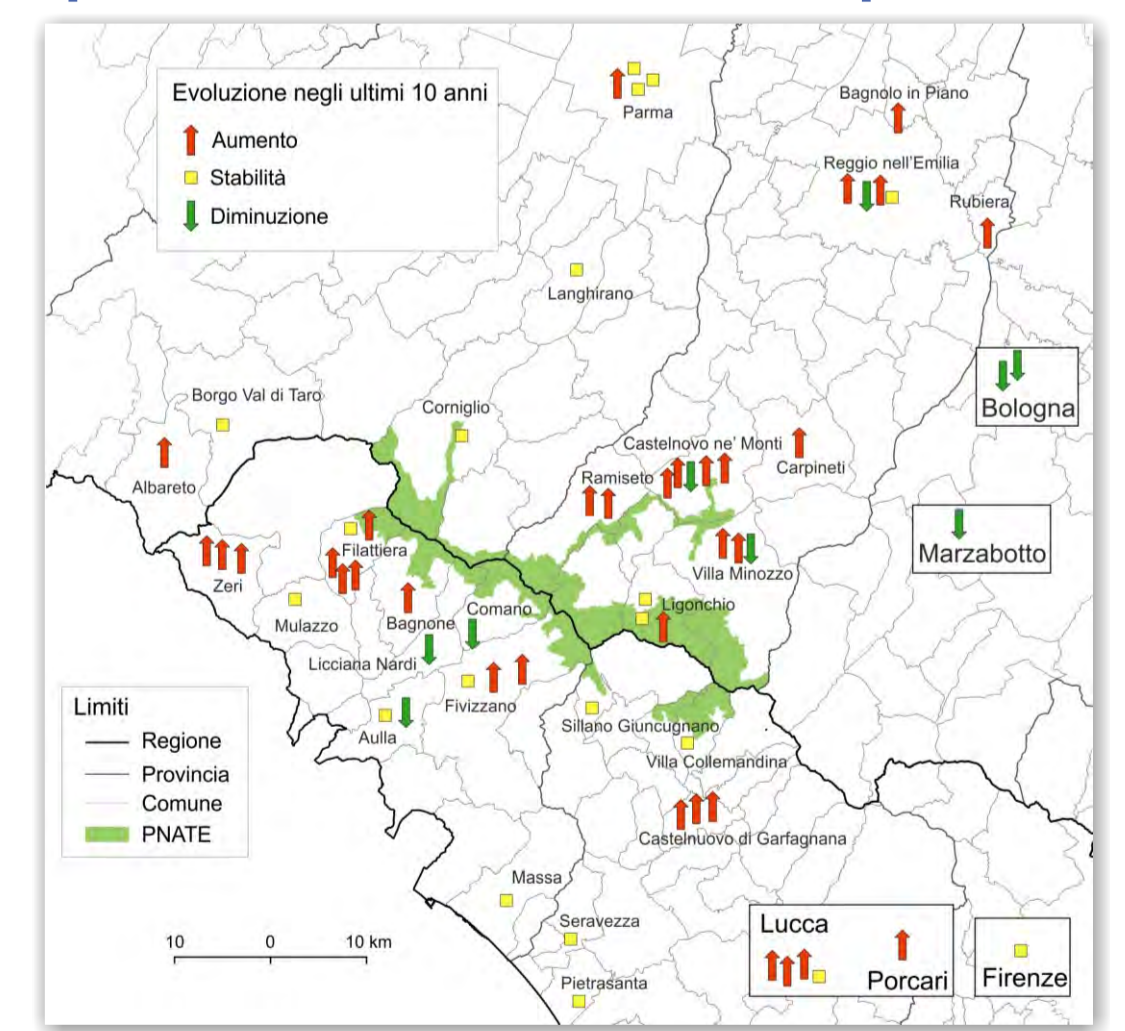 Evoluzione negli ultimi 10 anni
Aumento
Stabilità
Diminuzione
Parma
Bagnolo in Piano
Reggio nell'Emilia
Rubiera
Langhirano
Bologna
Borgo Val di Taro
Corniglio
Castelnovo ne' Monti
Carpineti
Ramiseto
Albareto
Marzabotto
Filattiera
Villa Minozzo
Zeri
Comano
Ligonchio
Mulazzo
Bagnone
Licciana Nardi
Fivizzano
Sillano Giuncugnano
Aulla
Villa Collemandina
Limiti
Regione
Provincia
Comune
PNATE
Castelnuovo di Garfagnana
Massa
Seravezza
Lucca
Porcari
Firenze
Pietrasanta
10 0 10 km